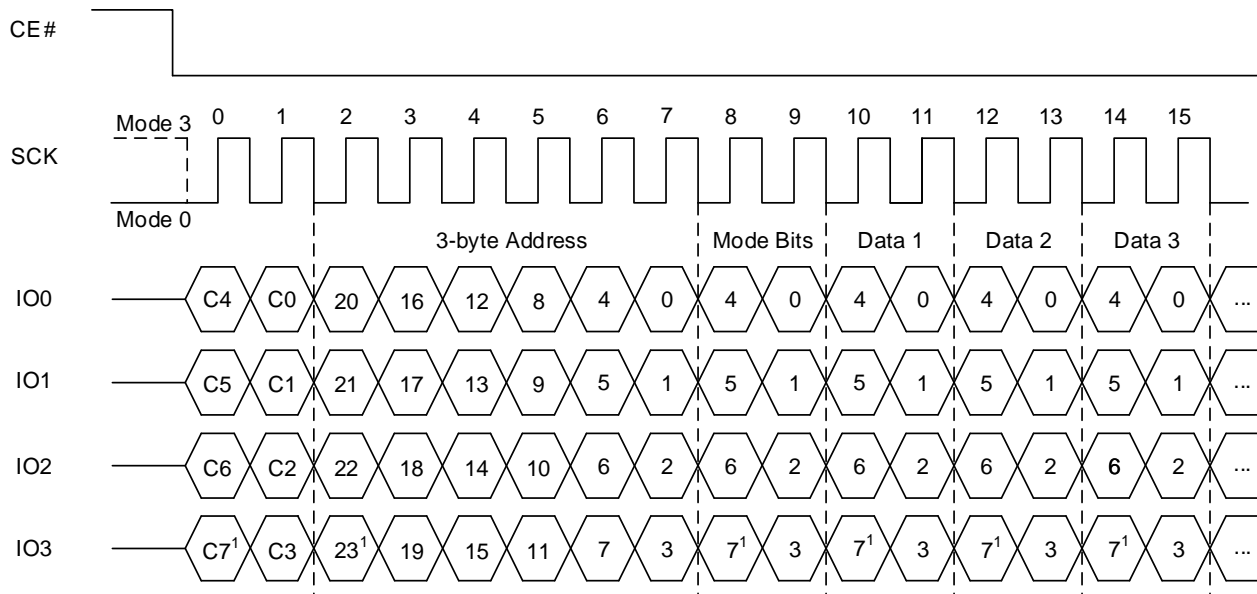 CE#
0 1 2 3 4 5 6 7 8 9 10 11 12 13 14 15
Mode 3
SCK
Mode 0
3-byte Address Mode Bits Data 1 Data 2 Data 3
IO0 C4 C0 20 16 12 8 4 0 4 0 4 0 4 0 4 0 ...
IO1 C5 C1 21 17 13 9 5 1 5 1 5 1 5 1 5 1 ...
IO2 C6 C2 22 18 14 10 6 2 6 2 6 2 6 2 6 2 ...
IO3 C7¹ C3 23¹ 19 15 11 7 3 7¹ 3 7¹ 3 7¹ 3 7¹ 3 ...